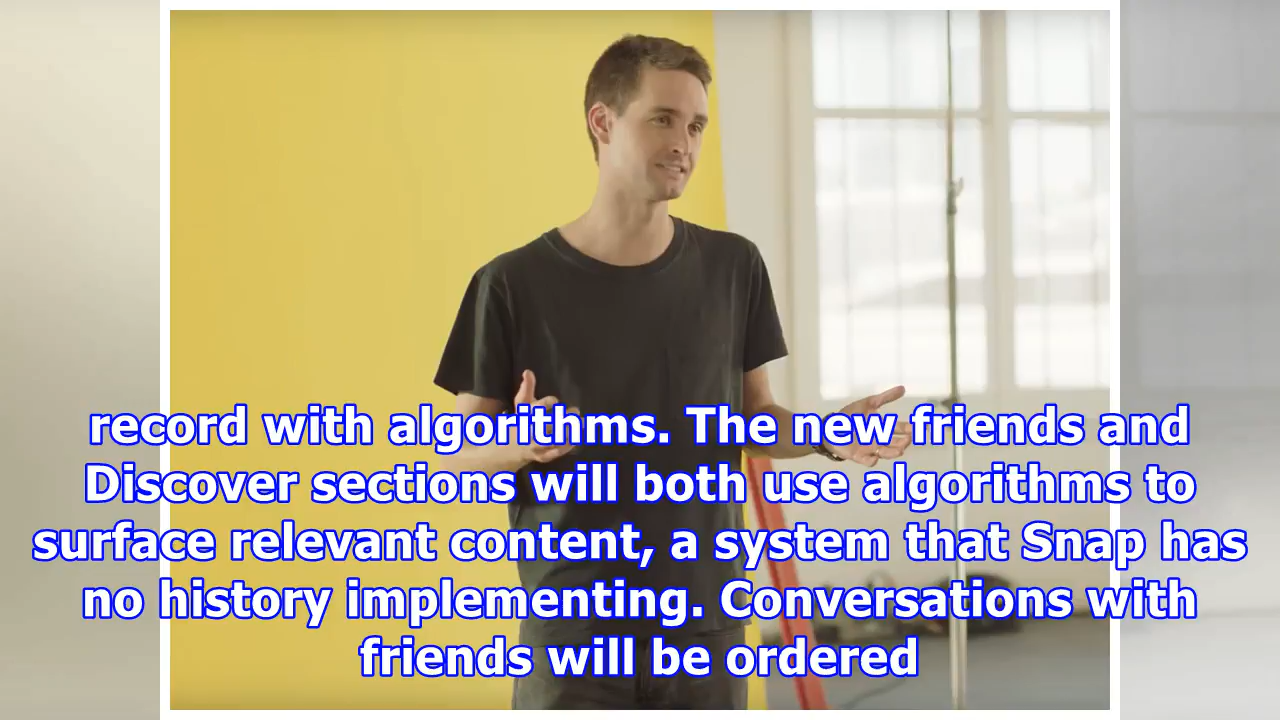 record with algorithms. The new friends and
Discover sections will both use algorithms to
surface relevant content, a system that Snap has
no history implementing. Conversations with
friends will be ordered